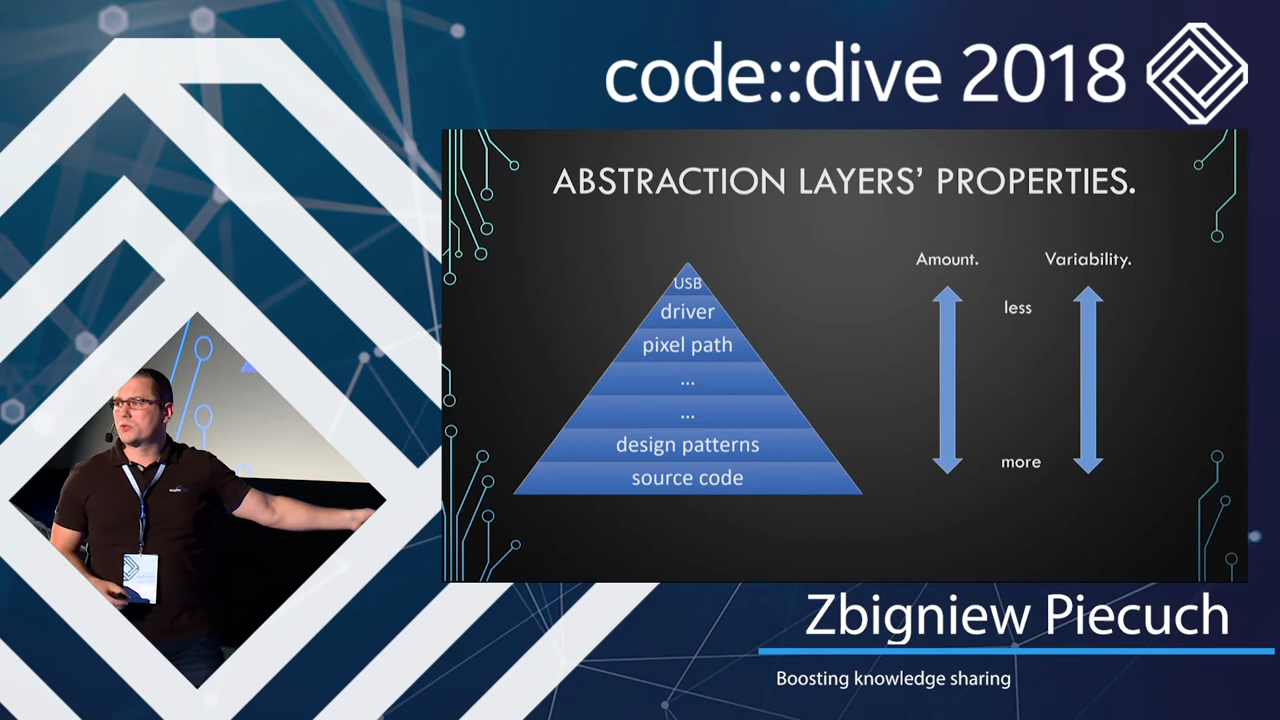 code::dive 2018
ABSTRACTION LAYERS' PROPERTIES.
USB
driver
pixel path
...
...
design patterns
source code
Amount.
Variability.
less
more
Zbigniew Piecuch
Boosting knowledge sharing